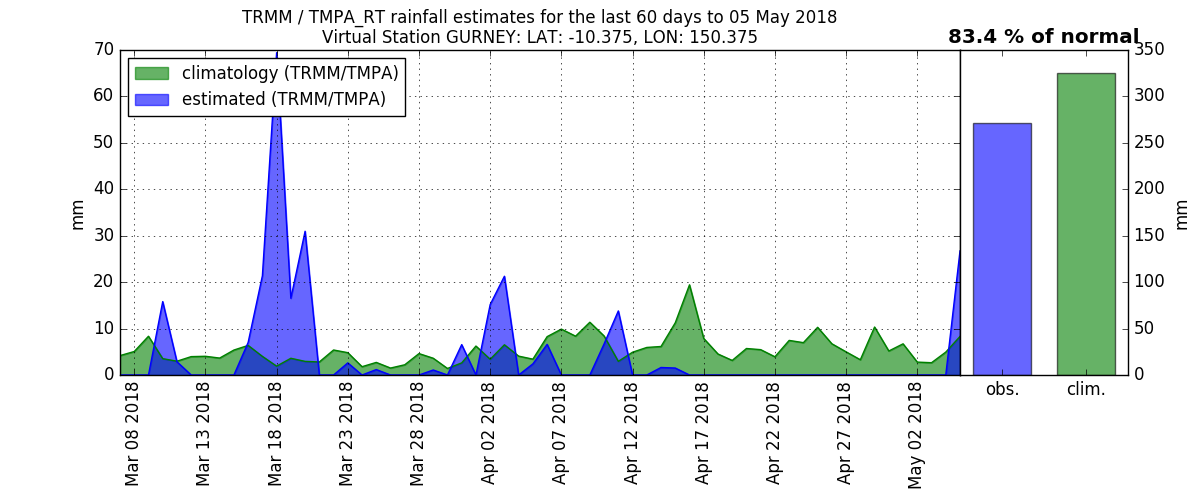 TRMM / TMPA_RT rainfall estimates for the last 60 days to 05 May 2018
Virtual Station GURNEY: LAT: -10.375, LON: 150.375
83.4 % of normal
climatology (TRMM/TMPA)
estimated (TRMM/TMPA)
70
60
50
40
30
20
10
0
mm
350
300
250
200
150
100
50
0
mm
Mar 08 2018
Mar 13 2018
Mar 18 2018
Mar 23 2018
Mar 28 2018
Apr 02 2018
Apr 07 2018
Apr 12 2018
Apr 17 2018
Apr 22 2018
Apr 27 2018
May 02 2018
obs.
clim.